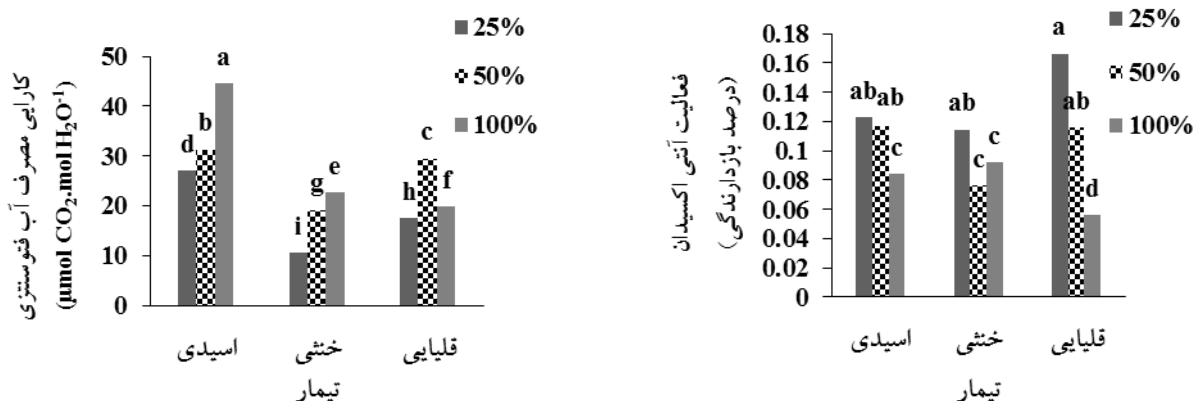 کارایی مصرف آب فتوسنتزی
(µmol CO₂.mol H₂O⁻¹)
50
40
30
20
10
0
d b a
i g e
h c f
25%
50%
100%
اسیدی خنثی قلیایی
تیمار
فعالیت آنتی اکسیدان
(درصد بازدارندگی)
0.18
0.16
0.14
0.12
0.1
0.08
0.06
0.04
0.02
0
ab ab c
ab c c
a ab d
25%
50%
100%
اسیدی خنثی قلیایی
تیمار